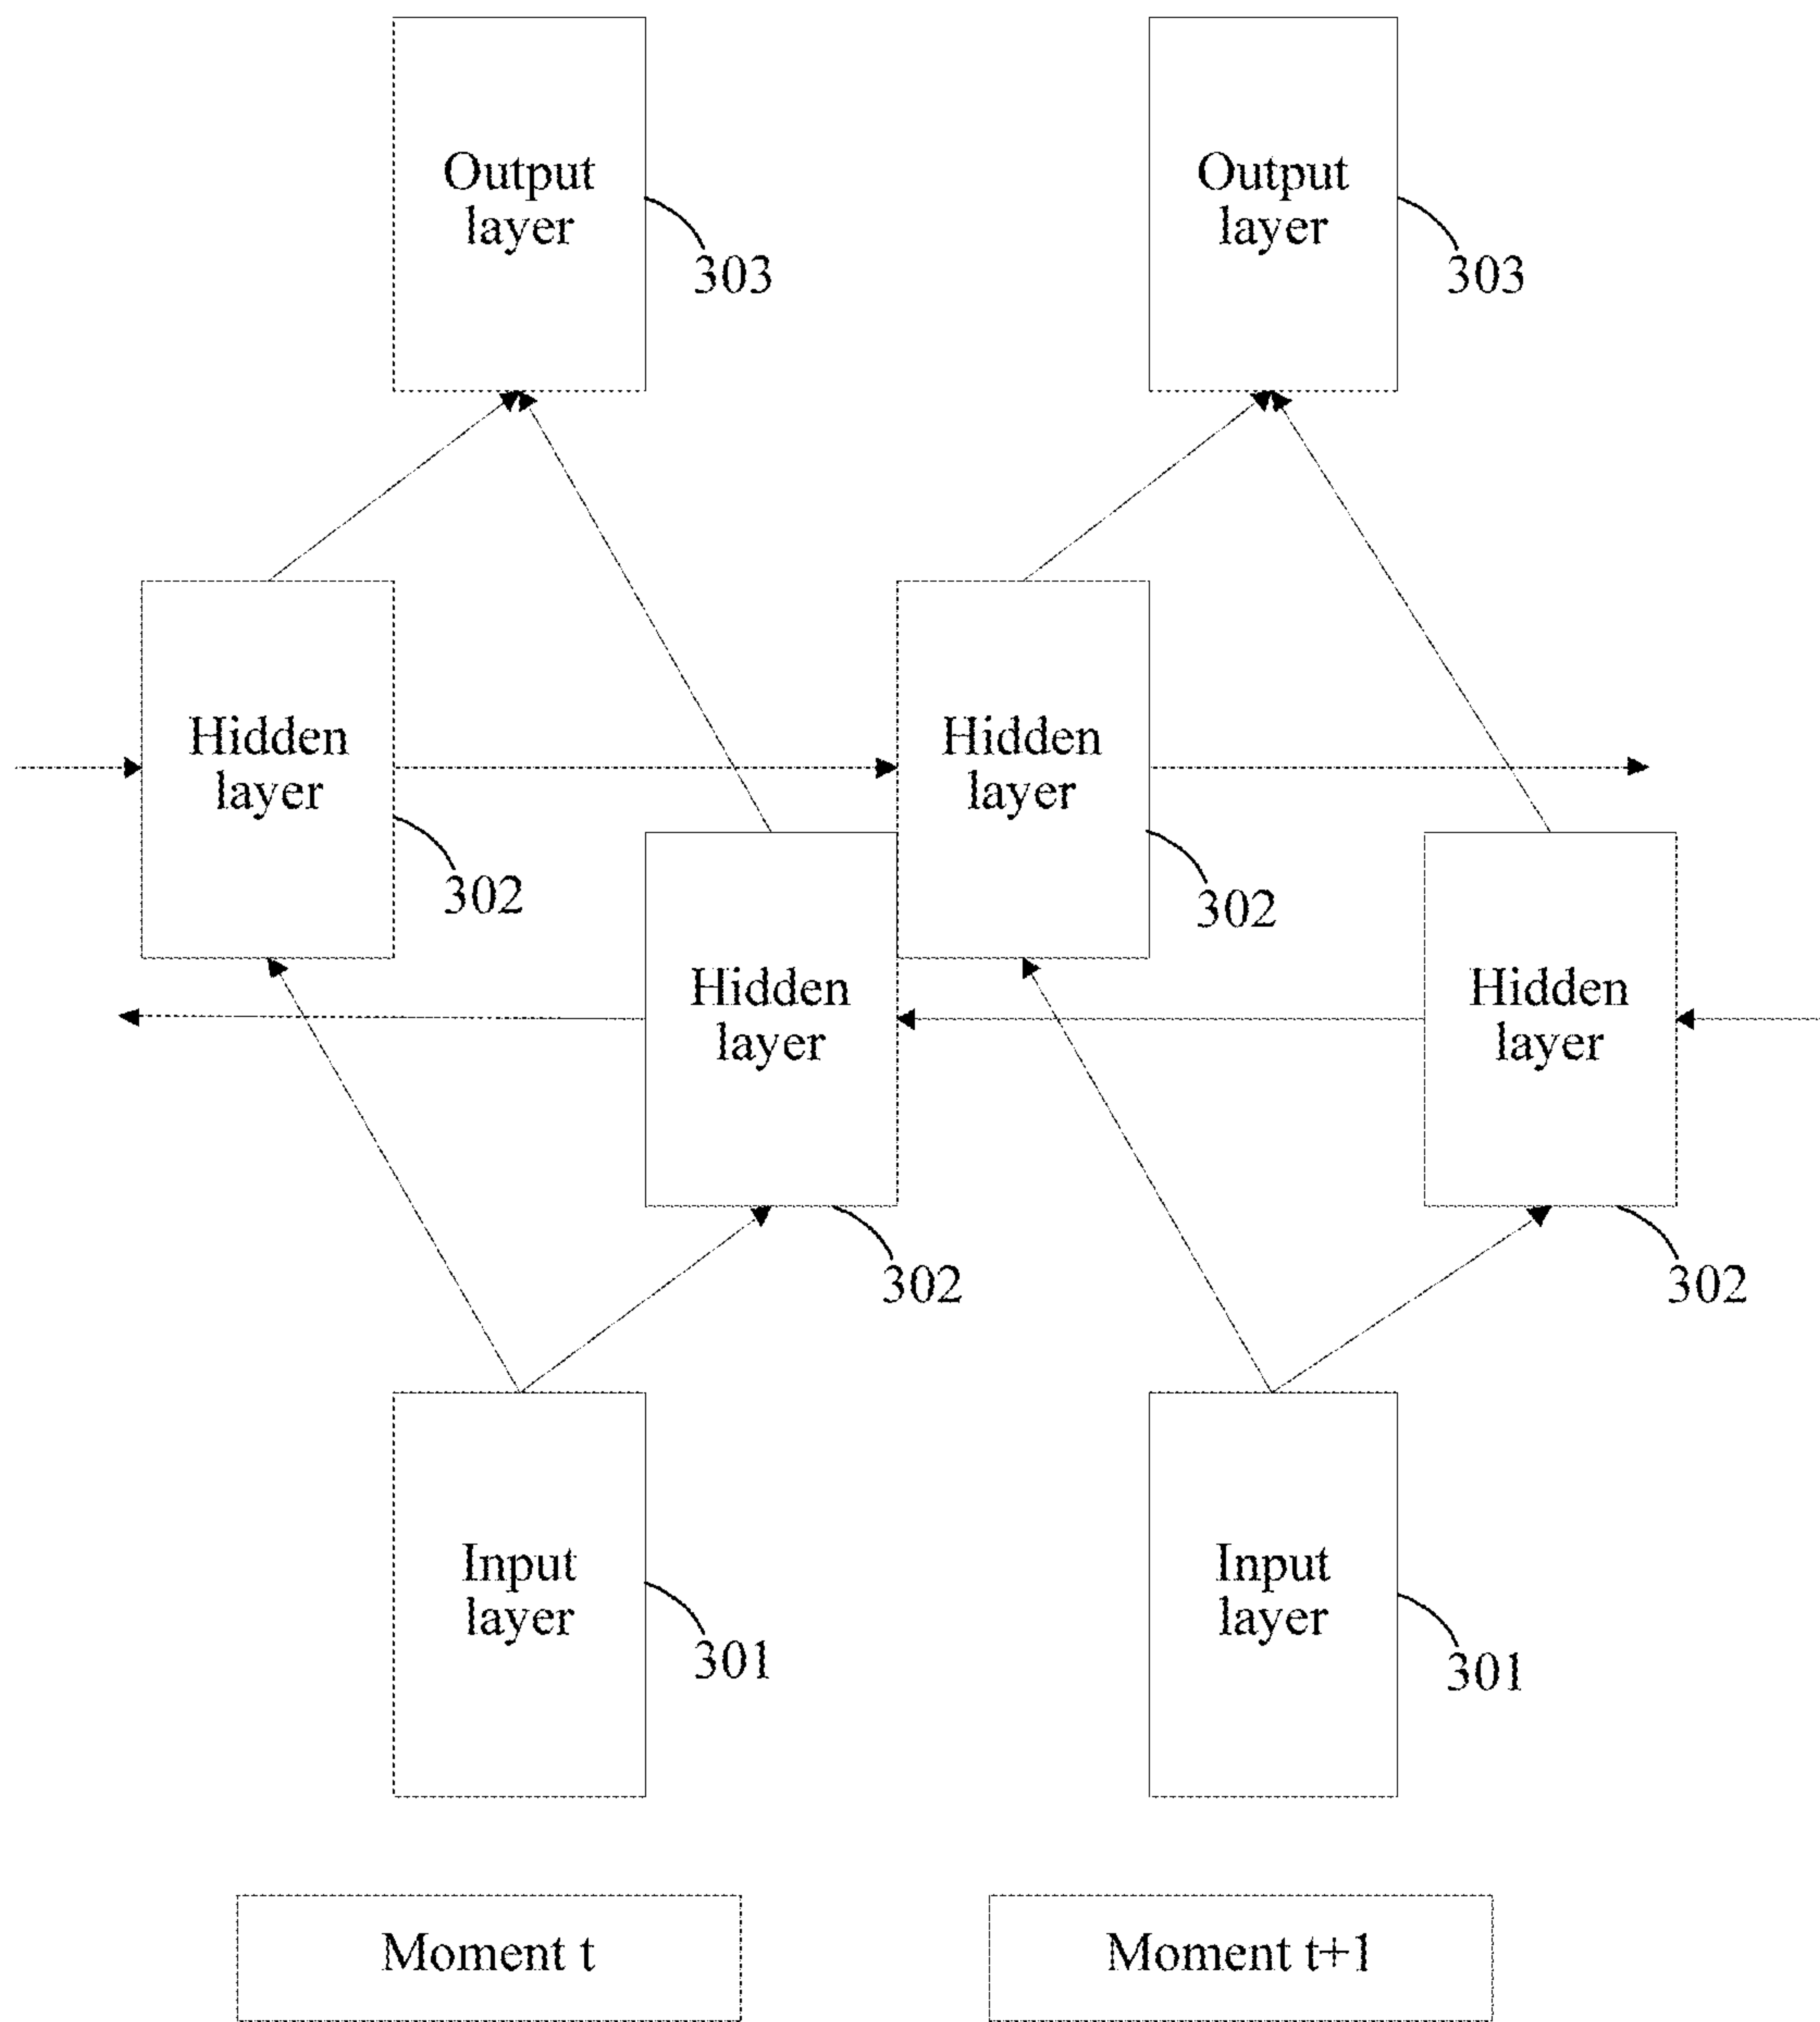 Output
layer
303
Output
layer
303
Hidden
layer
302
Hidden
layer
302
Hidden
layer
302
Hidden
layer
302
Input
layer
301
Input
layer
301
Moment t
Moment t+1